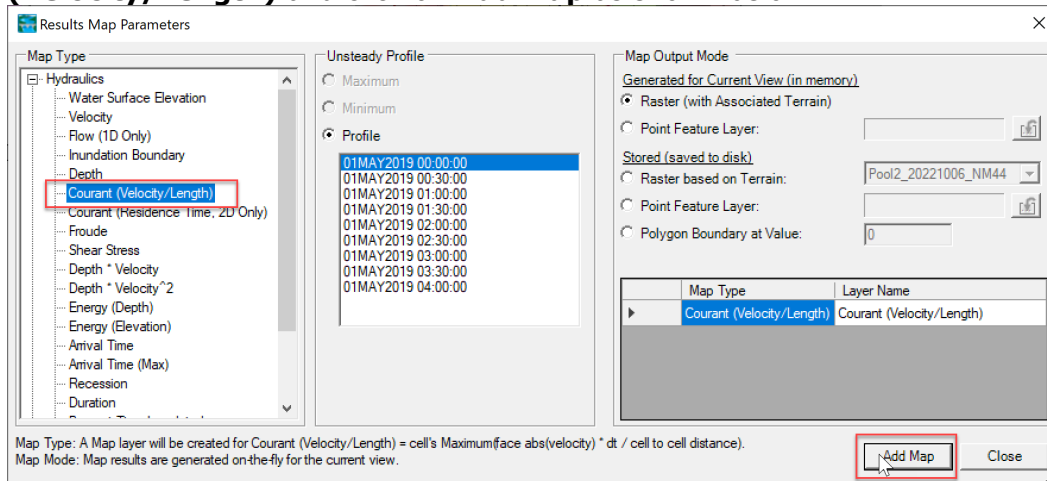 Results Map Parameters
Map Type
Hydraulics
Water Surface Elevation
Velocity
Flow (1D Only)
Inundation Boundary
Depth
Courant (Velocity/Length)
Courant (Residence Time, 2D Only)
Froude
Shear Stress
Depth * Velocity
Depth * Velocity^2
Energy (Depth)
Energy (Elevation)
Arrival Time
Arrival Time (Max)
Recession
Duration
Unsteady Profile
Maximum
Minimum
Profile
01MAY2019 00:00:00
01MAY2019 00:30:00
01MAY2019 01:00:00
01MAY2019 01:30:00
01MAY2019 02:00:00
01MAY2019 02:30:00
01MAY2019 03:00:00
01MAY2019 03:30:00
01MAY2019 04:00:00
Map Output Mode
Generated for Current View (in memory)
Raster (with Associated Terrain)
Point Feature Layer:
Stored (saved to disk)
Raster based on Terrain: Pool2_20221006_NM44
Point Feature Layer:
Polygon Boundary at Value: 0
Map Type Layer Name
Courant (Velocity/Length) Courant (Velocity/Length)
Map Type: A Map layer will be created for Courant (Velocity/Length) = cell's Maximum(face abs(velocity) * dt / cell to cell distance).
Map Mode: Map results are generated on-the-fly for the current view.
Add Map Close